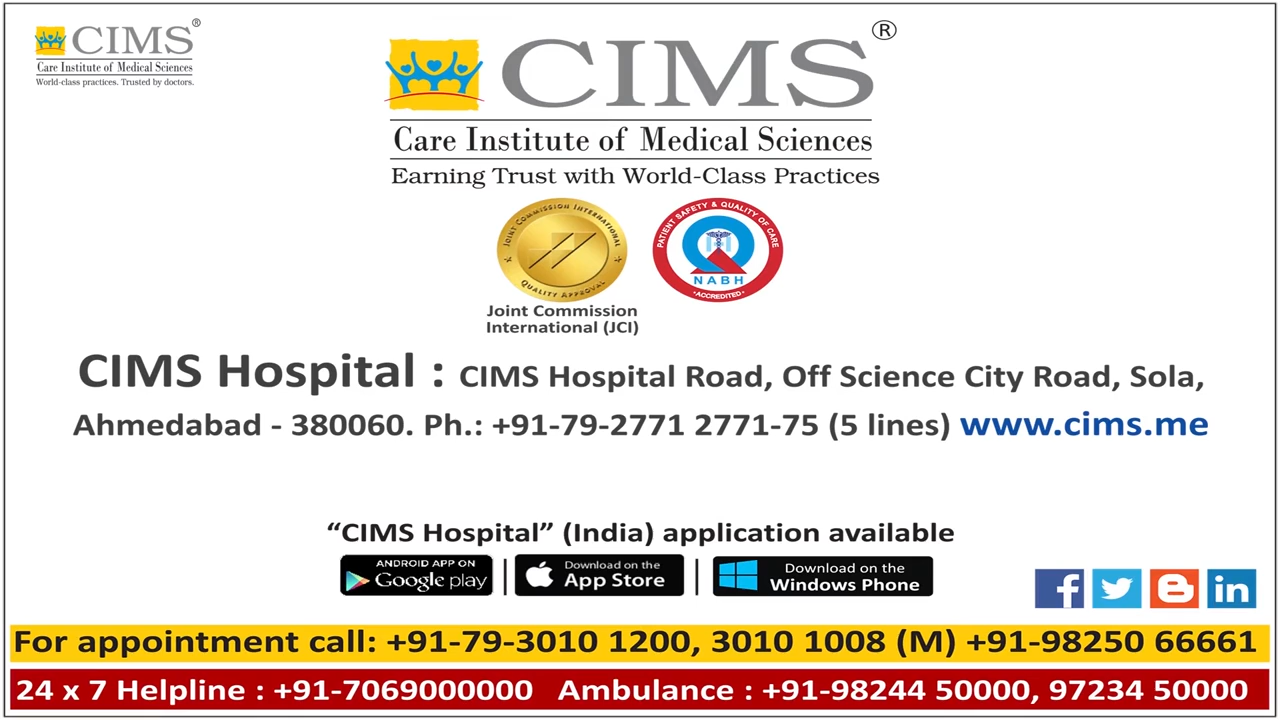 CIMS®
Care Institute of Medical Sciences
World-class practices. Trusted by doctors.
CIMS®
Care Institute of Medical Sciences
Earning Trust with World-Class Practices
JOINT COMMISSION INTERNATIONAL
QUALITY APPROVAL
PATIENT SAFETY & QUALITY OF CARE
NABH
•ACCREDITED•
Joint Commission
International (JCI)
CIMS Hospital : CIMS Hospital Road, Off Science City Road, Sola,
Ahmedabad - 380060. Ph.: +91-79-2771 2771-75 (5 lines) www.cims.me
“CIMS Hospital” (India) application available
ANDROID APP ON
Google play
Download on the
App Store
Download on the
Windows Phone
f
B
in
For appointment call: +91-79-3010 1200, 3010 1008 (M) +91-98250 66661
24 x 7 Helpline : +91-7069000000 Ambulance : +91-98244 50000, 97234 50000